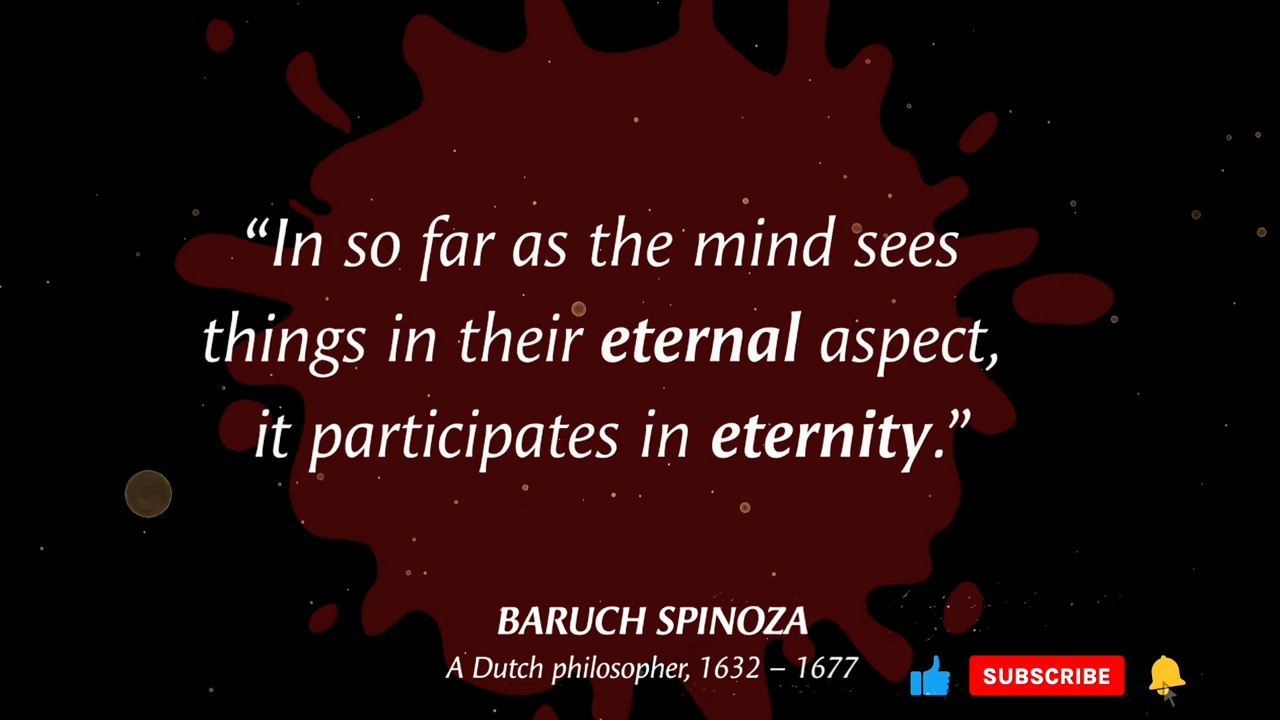 “In so far as the mind sees
things in their eternal aspect,
it participates in eternity.”
BARUCH SPINOZA
A Dutch philosopher, 1632 – 1677
SUBSCRIBE